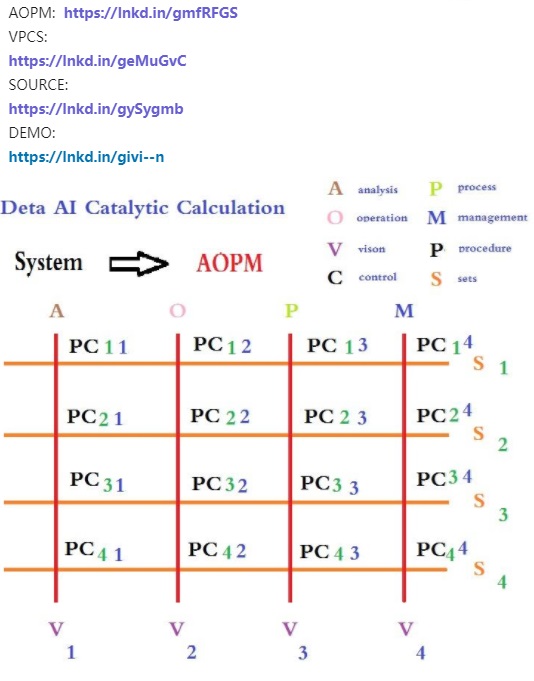 AOPM: https://lnkd.in/gmfRFGS
VPCS:
https://lnkd.in/geMuGvC
SOURCE:
https://lnkd.in/gySygmb
DEMO:
https://lnkd.in/givi--n
A analysis P process
Deta AI Catalytic Calculation
O operation M management
V vison P procedure
System AOPM
C control S sets
A O P M
PC 1 1 PC 1 2 PC 1 3 PC 1 4
S 1
PC 2 1 PC 2 2 PC 2 3 PC 2 4
S 2
PC 3 1 PC 3 2 PC 3 3 PC 3 4
S 3
PC 4 1 PC 4 2 PC 4 3 PC 4 4
S 4
V 1 V 2 V 3 V 4